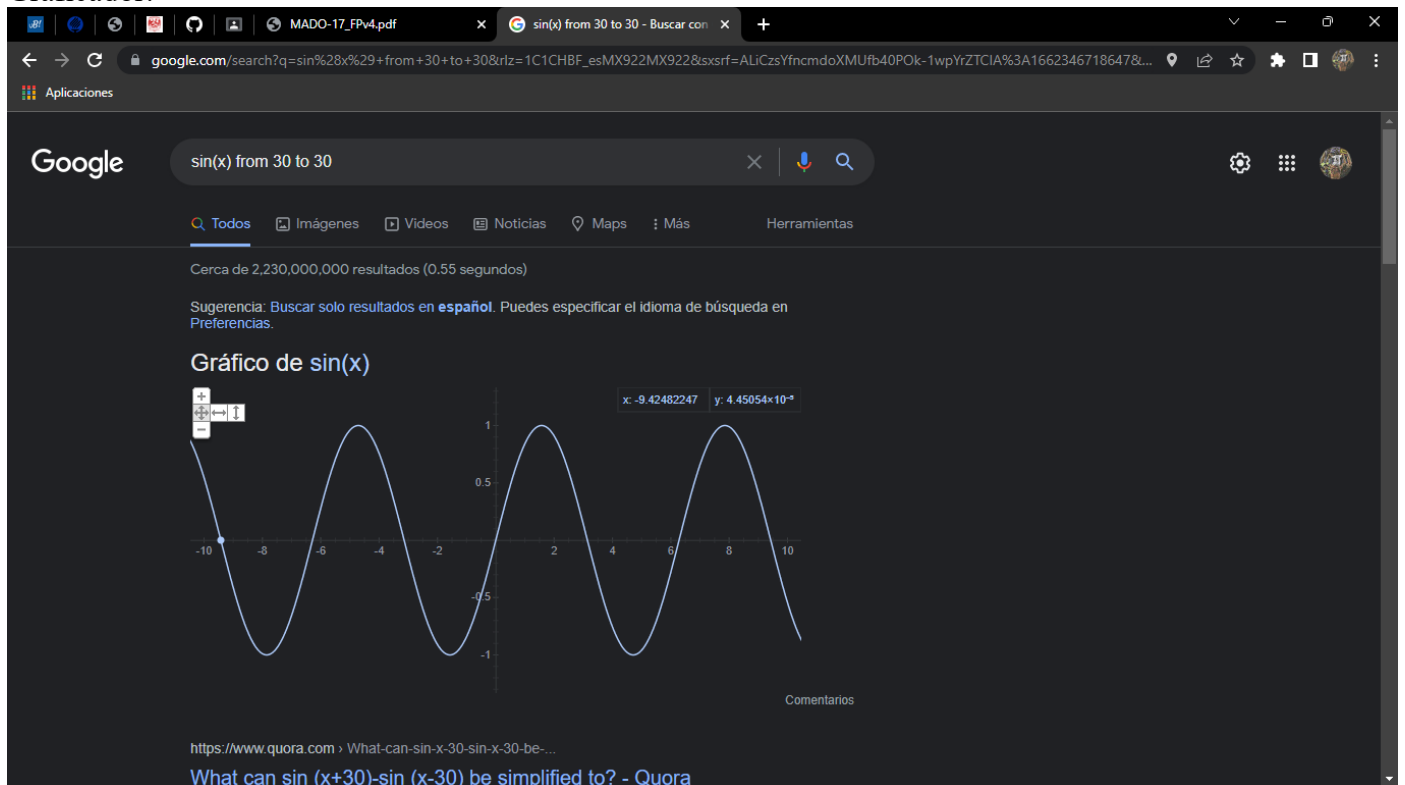 MADO-17_FPv4.pdf
sin(x) from 30 to 30 - Buscar con
google.com/search?q=sin%28x%29+from+30+to+30&rlz=1C1CHBF_esMX922MX922&sxsrf=ALiCzsYfncmdoXMUfb40POk-1wpYrZTCIA%3A1662346718647&...
Aplicaciones
Google
sin(x) from 30 to 30
Todos Imágenes Videos Noticias Maps Más Herramientas
Cerca de 2,230,000,000 resultados (0.55 segundos)
Sugerencia: Buscar solo resultados en español. Puedes especificar el idioma de búsqueda en
Preferencias.
Gráfico de sin(x)
x: -9.42482247 y: 4.45054×10⁻⁵
1
0.5
-10 -8 -6 -4 -2 2 4 6 8 10
-0.5
-1
Comentarios
https://www.quora.com › What-can-sin-x-30-sin-x-30-be-...
What can sin (x+30)-sin (x-30) be simplified to? - Quora